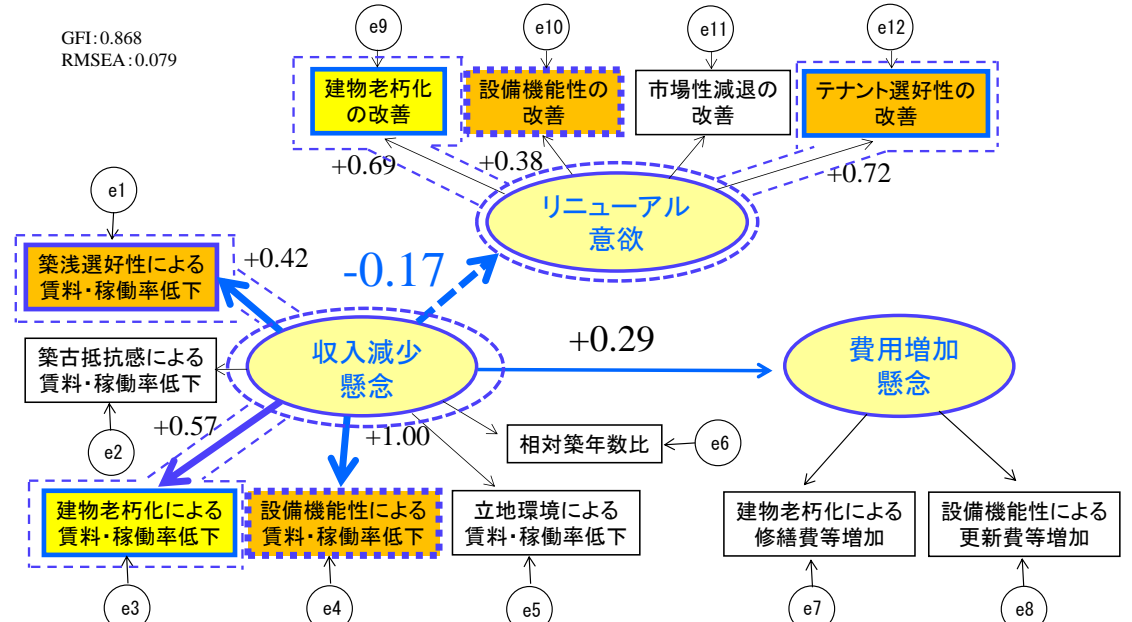 GFI:0.868
RMSEA:0.079
e9
e10
e11
e12
建物老朽化
の改善
設備機能性の
改善
市場性減退の
改善
テナント選好性の
改善
+0.69
+0.38
+0.72
リニューアル
意欲
e1
築浅選好性による
賃料・稼働率低下
+0.42
-0.17
築古抵抗感による
賃料・稼働率低下
e2
収入減少
懸念
+0.29
費用増加
懸念
+0.57
+1.00
相対築年数比
e6
建物老朽化による
賃料・稼働率低下
設備機能性による
賃料・稼働率低下
立地環境による
賃料・稼働率低下
建物老朽化による
修繕費等増加
設備機能性による
更新費等増加
e3
e4
e5
e7
e8